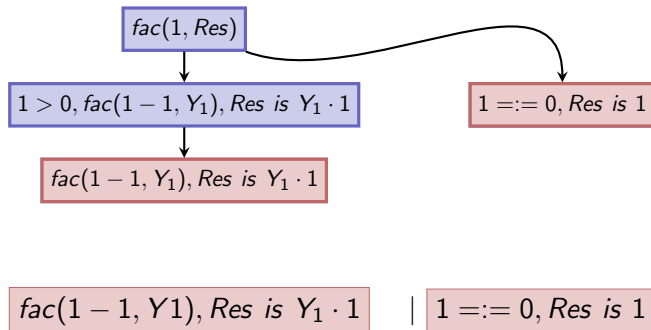 fac(1, Res)
1 > 0, fac(1 − 1, Y₁), Res is Y₁ · 1
1 =:= 0, Res is 1
fac(1 − 1, Y₁), Res is Y₁ · 1
fac(1 − 1, Y1), Res is Y₁ · 1 | 1 =:= 0, Res is 1